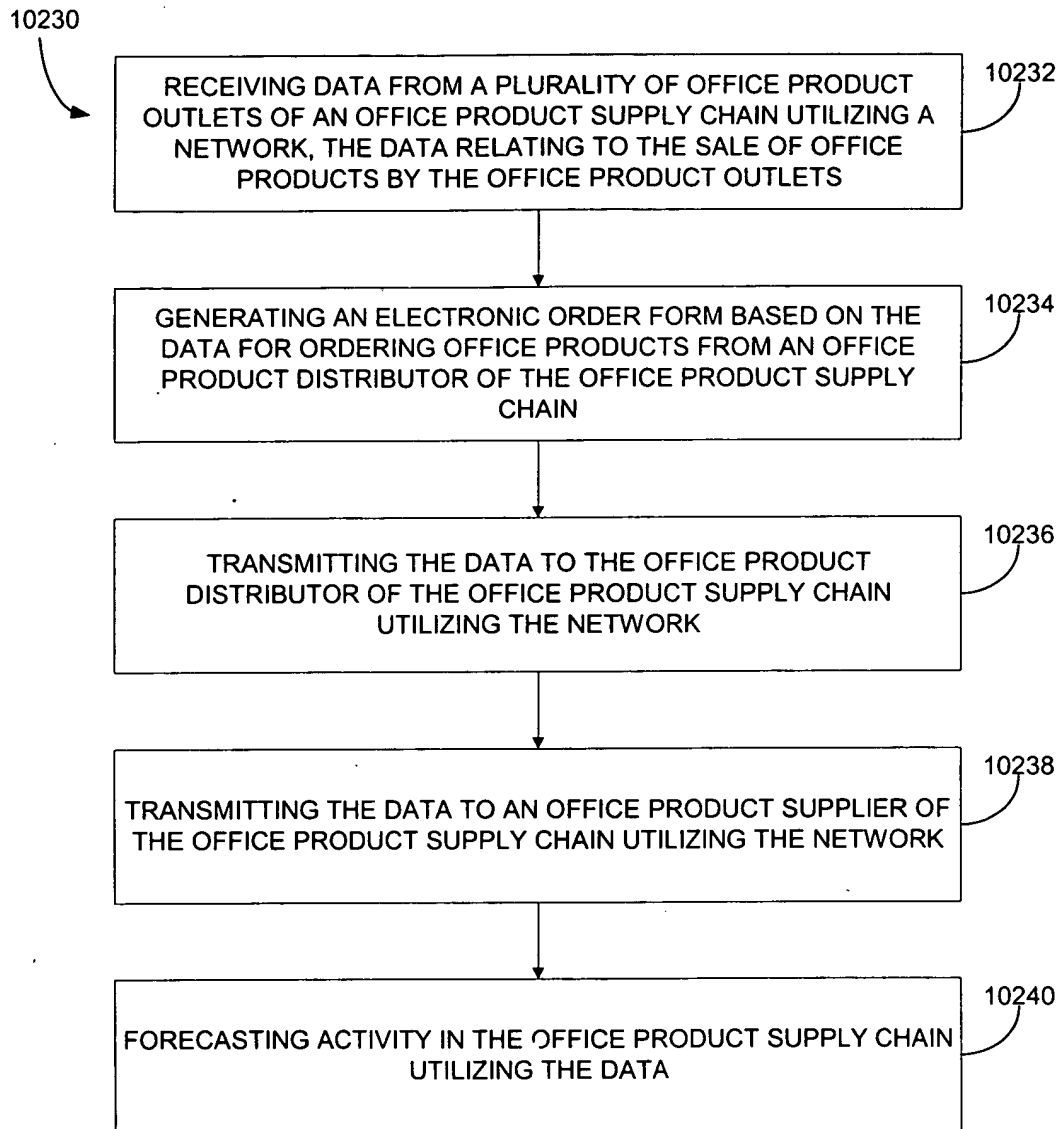 10230
10232
RECEIVING DATA FROM A PLURALITY OF OFFICE PRODUCT
OUTLETS OF AN OFFICE PRODUCT SUPPLY CHAIN UTILIZING A
NETWORK, THE DATA RELATING TO THE SALE OF OFFICE
PRODUCTS BY THE OFFICE PRODUCT OUTLETS
10234
GENERATING AN ELECTRONIC ORDER FORM BASED ON THE
DATA FOR ORDERING OFFICE PRODUCTS FROM AN OFFICE
PRODUCT DISTRIBUTOR OF THE OFFICE PRODUCT SUPPLY
CHAIN
10236
TRANSMITTING THE DATA TO THE OFFICE PRODUCT
DISTRIBUTOR OF THE OFFICE PRODUCT SUPPLY CHAIN
UTILIZING THE NETWORK
10238
TRANSMITTING THE DATA TO AN OFFICE PRODUCT SUPPLIER OF
THE OFFICE PRODUCT SUPPLY CHAIN UTILIZING THE NETWORK
10240
FORECASTING ACTIVITY IN THE OFFICE PRODUCT SUPPLY CHAIN
UTILIZING THE DATA